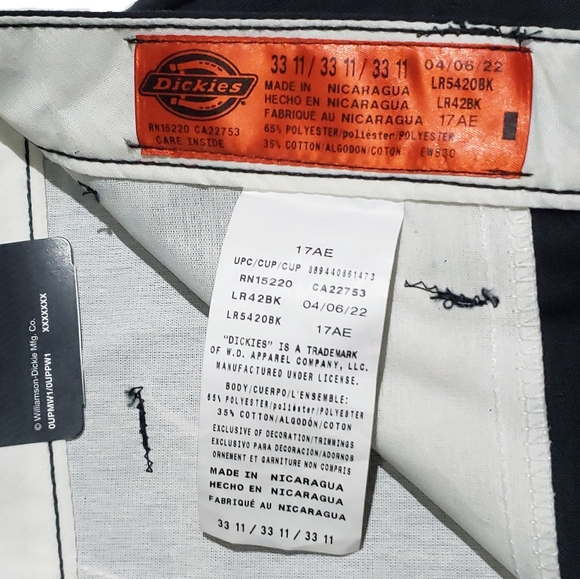 Dickies
RN15220 CA22753
CARE INSIDE
33 11 / 33 11 / 33 11
MADE IN NICARAGUA
HECHO EN NICARAGUA
FABRIQUÉ AU NICARAGUA
65% POLYESTER/poliéster/POLYESTER
35% COTTON/ALGODON/COTON
04/06/22
LR5420BK
LR42BK
17AE
EW830
17AE
UPC/CUP/CUP 889440861473
RN15220 CA22753
LR42BK 04/06/22
LR5420BK 17AE
"DICKIES" IS A TRADEMARK
OF W.D. APPAREL COMPANY, LLC.
MANUFACTURED UNDER LICENSE.
BODY/CUERPO/L'ENSEMBLE:
65% POLYESTER/poliéster/POLYESTER
35% COTTON/ALGODÓN/COTON
EXCLUSIVE OF DECORATION/TRIMMINGS
EXCLUSIVO PARA DECORACIÓN/ADORNOS
ORNEMENT ET GARNITURE NON COMPRIS
MADE IN NICARAGUA
HECHO EN NICARAGUA
FABRIQUÉ AU NICARAGUA
33 11 / 33 11 / 33 11
© Williamson-Dickie Mfg. Co.
0UPMW1/0UPPW1 XXXXXXX